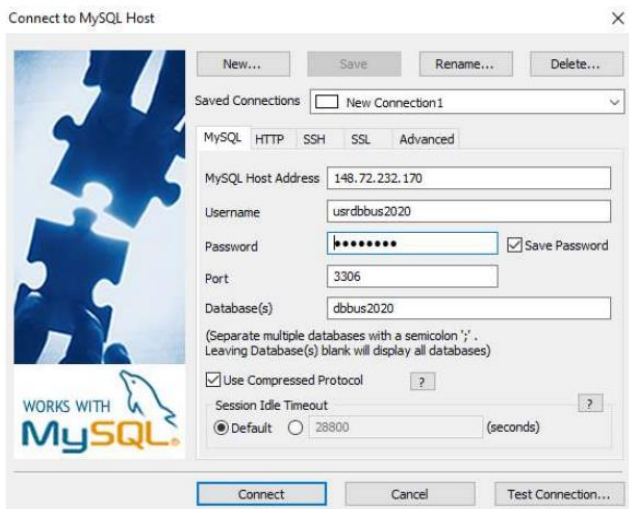 Connect to MySQL Host
New... Save Rename... Delete...
Saved Connections New Connection1
MySQL HTTP SSH SSL Advanced
MySQL Host Address 148.72.232.170
Username usrdbbus2020
Password ●●●●●●●● Save Password
Port 3306
Database(s) dbbus2020
(Separate multiple databases with a semicolon ';' .
Leaving Database(s) blank will display all databases)
Use Compressed Protocol ?
Session Idle Timeout ?
Default 28800 (seconds)
WORKS WITH
MySQL®
Connect Cancel Test Connection...